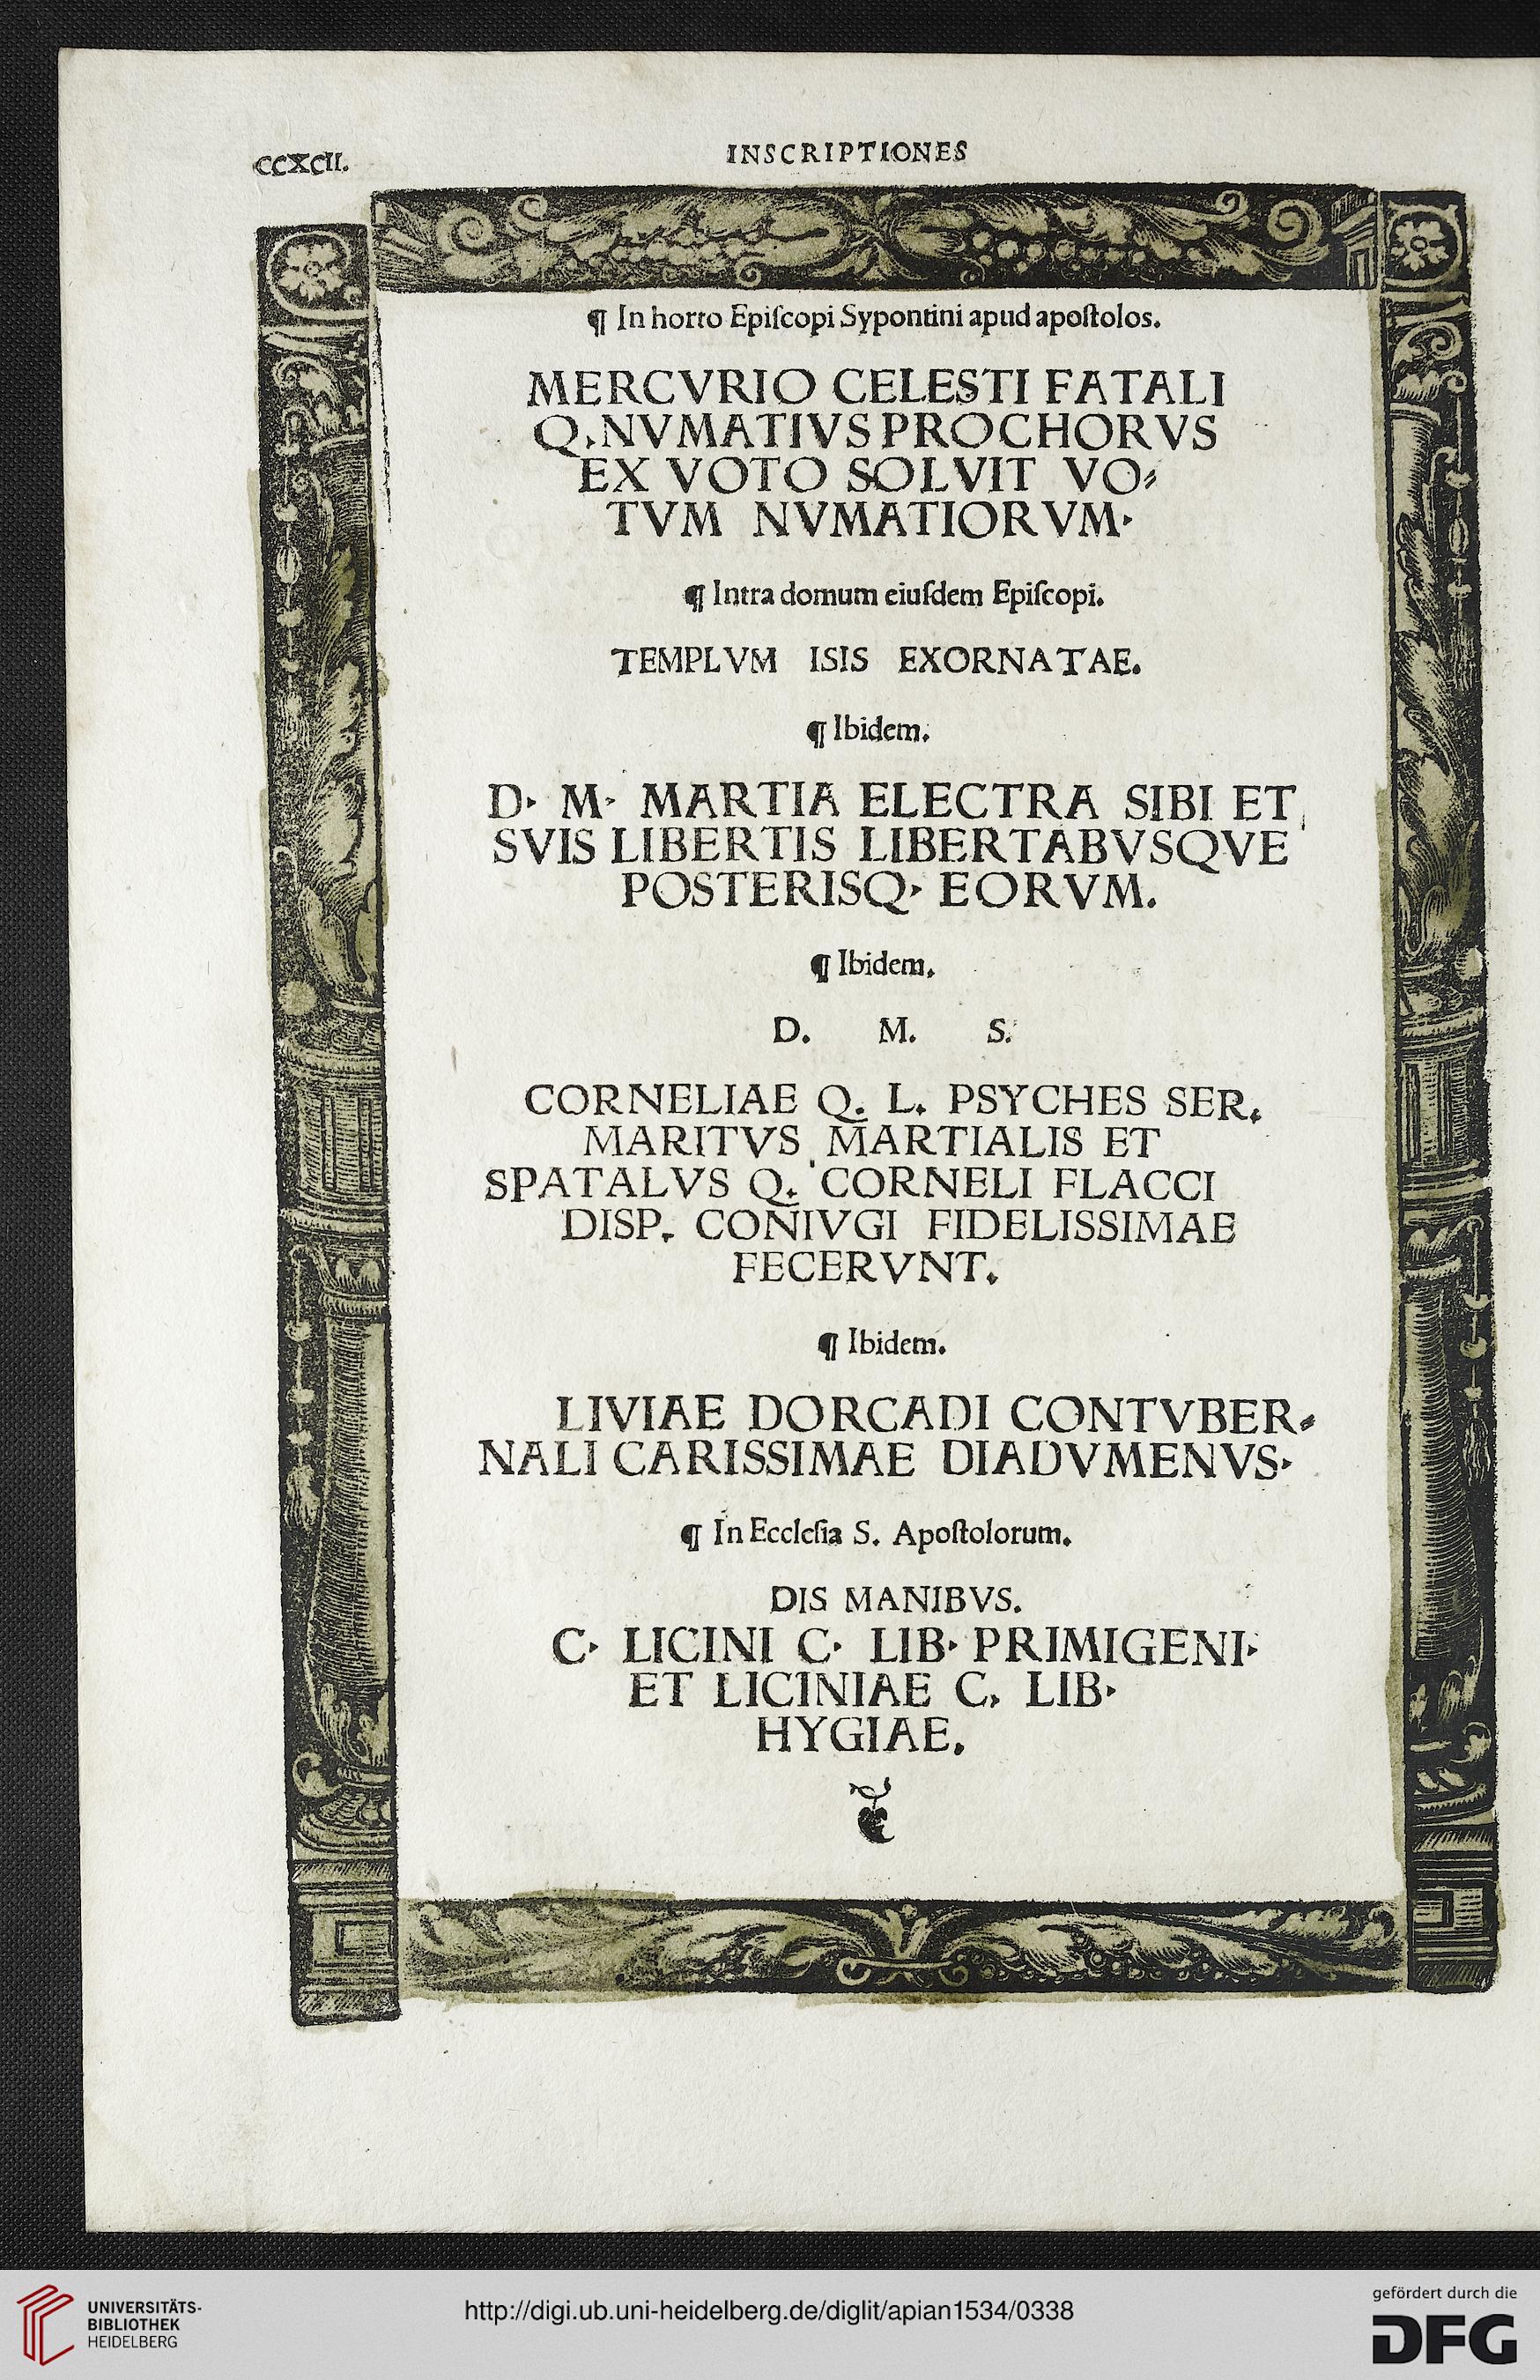 CCXCII.
INSCRIPTIONES
¶ In horto Epiſcopi Sypontini apud apoſtolos.
MERCVRIO CELESTI FATALI
Q. NVMATIVS PROCHORVS
EX VOTO SOLVIT VO⸗
TVM NVMATIORVM.
¶ Intra domum eiuſdem Epiſcopi.
TEMPLVM ISIS EXORNATAE.
¶ Ibidem.
D. M. MARTIA ELECTRA SIBI ET
SVIS LIBERTIS LIBERTABVSQVE
POSTERISQ. EORVM.
¶ Ibidem.
D. M. S.
CORNELIAE Q. L. PSYCHES SER.
MARITVS MARTIALIS ET
SPATALVS Q. CORNELI FLACCI
DISP. CONIVGI FIDELISSIMAE
FECERVNT.
¶ Ibidem.
LIVIAE DORCADI CONTVBER⸗
NALI CARISSIMAE DIADVMENVS.
¶ In Eccleſia S. Apoſtolorum.
DIS MANIBVS.
C. LICINI C. LIB. PRIMIGENI.
ET LICINIAE C. LIB.
HYGIAE.
UNIVERSITÄTS-
BIBLIOTHEK
HEIDELBERG
http://digi.ub.uni-heidelberg.de/diglit/apian1534/0338
gefördert durch die
DFG